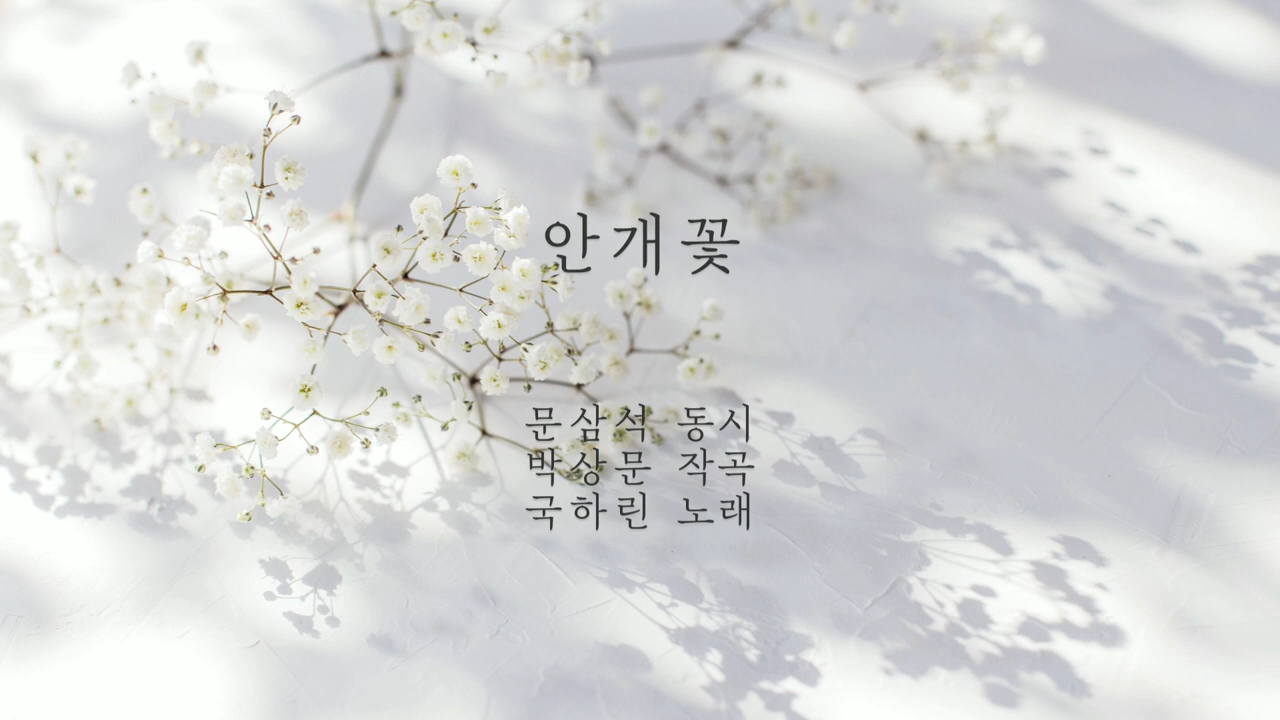 안개꽃
문삼석 동시
박상문 작곡
국하린 노래